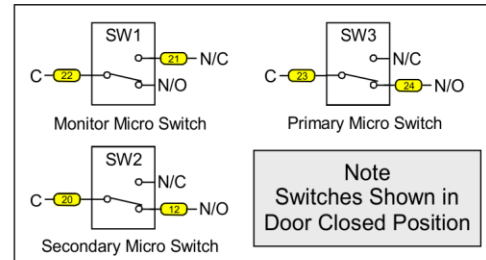 SW1
21 N/C
C 22
N/O
Monitor Micro Switch
SW3
N/C
C 23
24 N/O
Primary Micro Switch
SW2
N/C
C 20
12 N/O
Secondary Micro Switch
Note
Switches Shown in
Door Closed Position